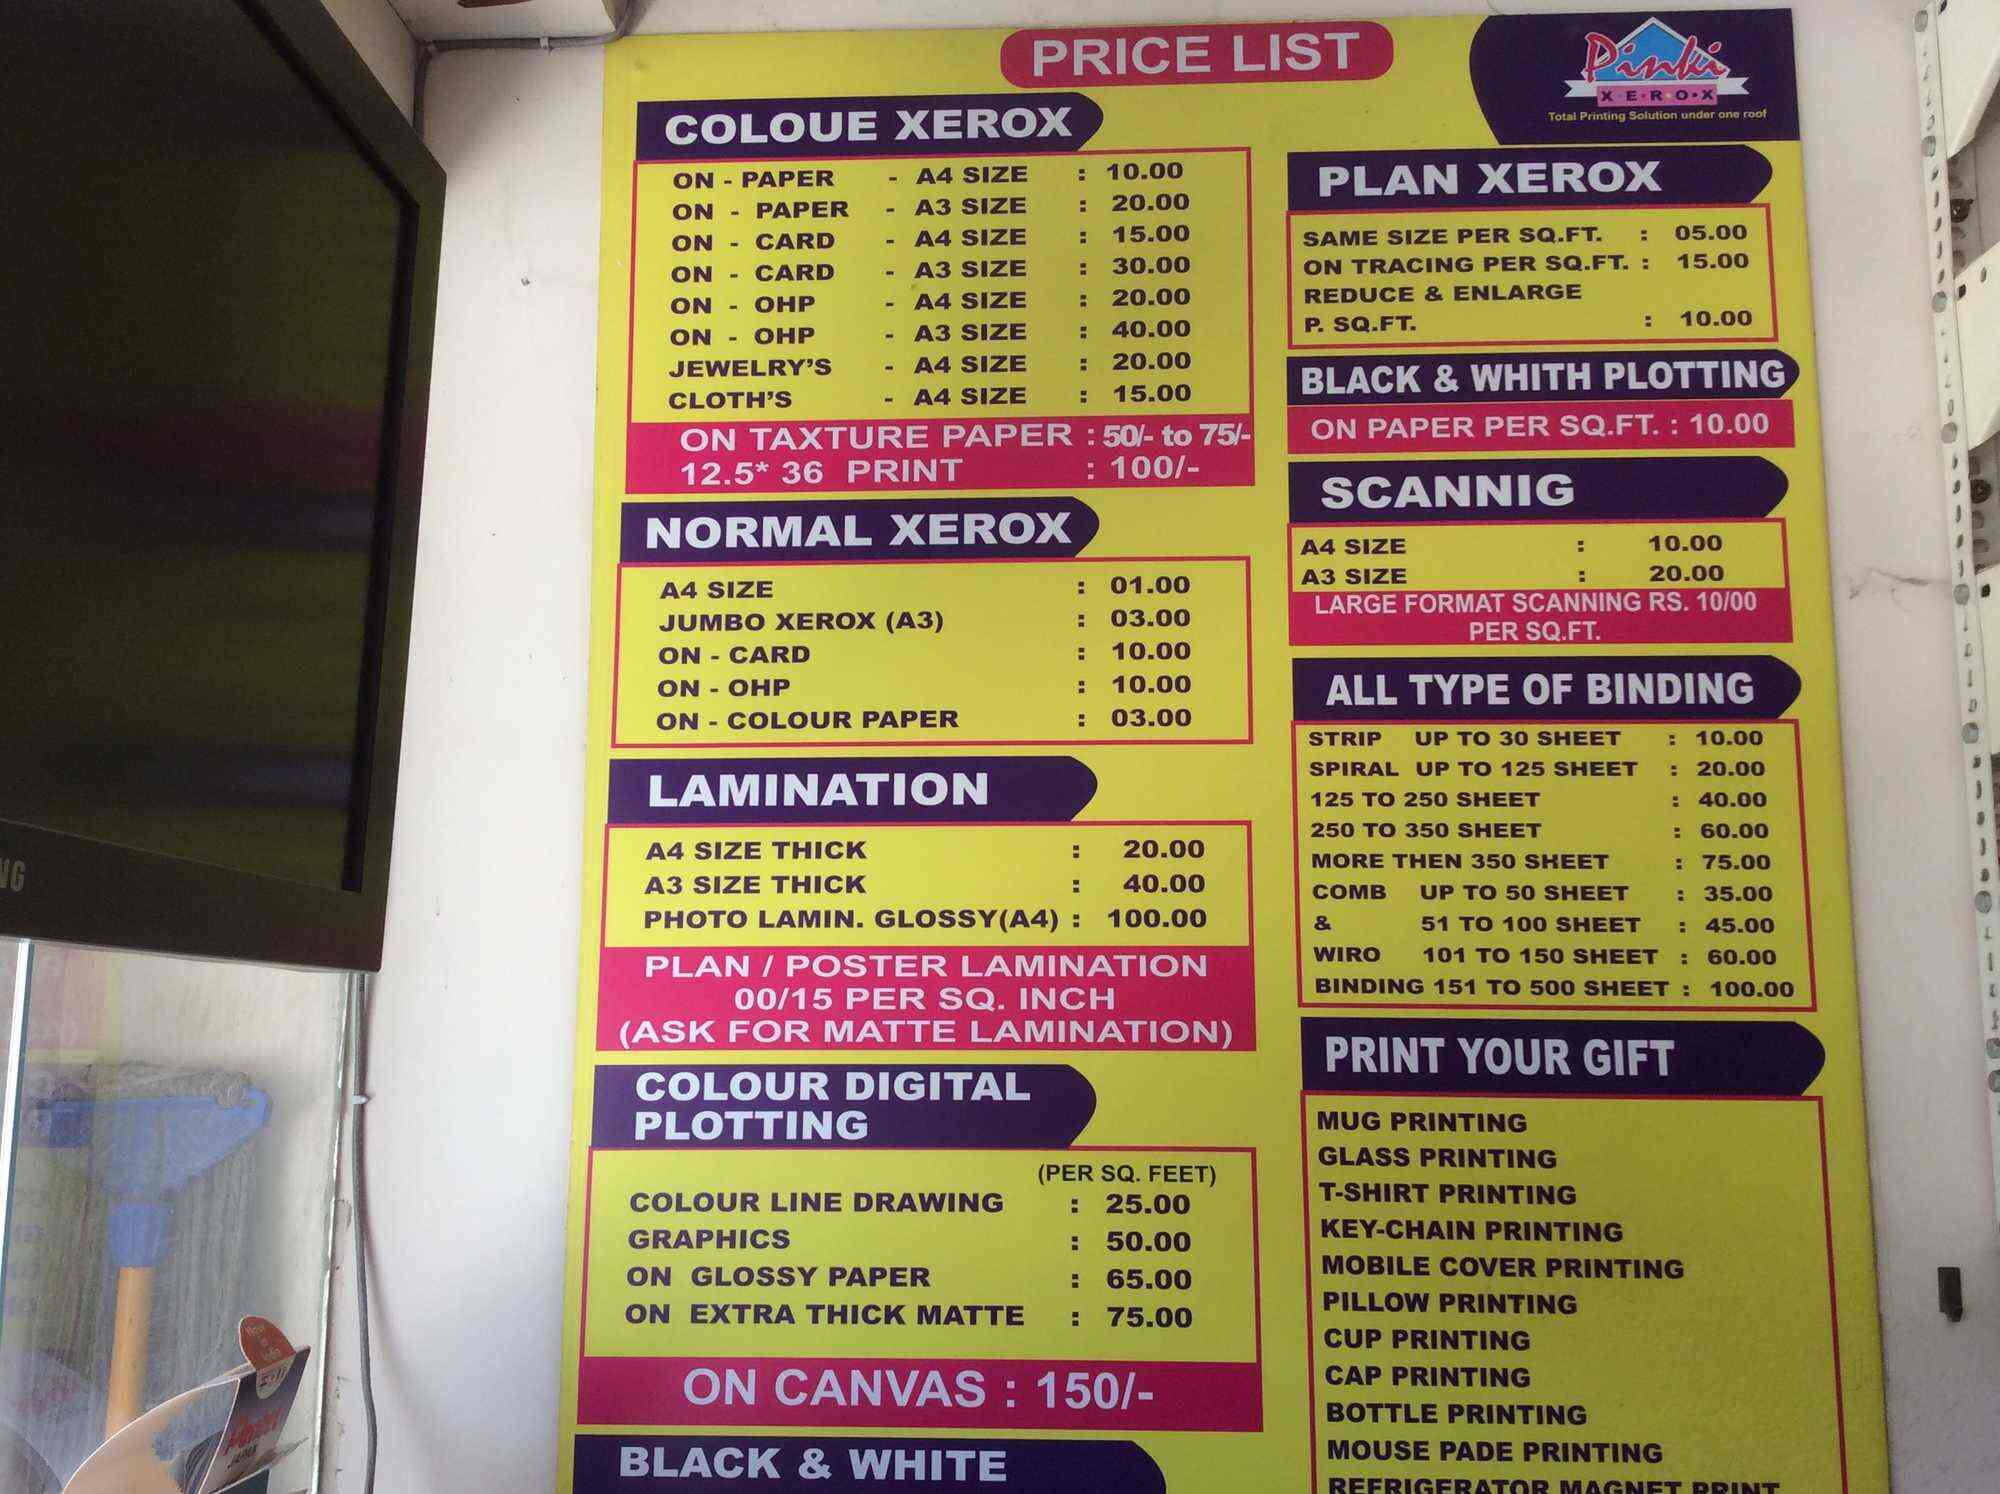 PRICE LIST
Pinki
X·E·R·O·X
Total Printing Solution under one roof
COLOUE XEROX
ON - PAPER - A4 SIZE : 10.00
ON - PAPER - A3 SIZE : 20.00
ON - CARD - A4 SIZE : 15.00
ON - CARD - A3 SIZE : 30.00
ON - OHP - A4 SIZE : 20.00
ON - OHP - A3 SIZE : 40.00
JEWELRY'S - A4 SIZE : 20.00
CLOTH'S - A4 SIZE : 15.00
ON TAXTURE PAPER : 50/- to 75/-
12.5* 36 PRINT : 100/-
NORMAL XEROX
A4 SIZE : 01.00
JUMBO XEROX (A3) : 03.00
ON - CARD : 10.00
ON - OHP : 10.00
ON - COLOUR PAPER : 03.00
LAMINATION
A4 SIZE THICK : 20.00
A3 SIZE THICK : 40.00
PHOTO LAMIN. GLOSSY(A4) : 100.00
PLAN / POSTER LAMINATION
00/15 PER SQ. INCH
(ASK FOR MATTE LAMINATION)
COLOUR DIGITAL
PLOTTING
(PER SQ. FEET)
COLOUR LINE DRAWING : 25.00
GRAPHICS : 50.00
ON GLOSSY PAPER : 65.00
ON EXTRA THICK MATTE : 75.00
ON CANVAS : 150/-
BLACK & WHITE
PLAN XEROX
SAME SIZE PER SQ.FT. : 05.00
ON TRACING PER SQ.FT. : 15.00
REDUCE & ENLARGE
P. SQ.FT. : 10.00
BLACK & WHITH PLOTTING
ON PAPER PER SQ.FT. : 10.00
SCANNIG
A4 SIZE : 10.00
A3 SIZE : 20.00
LARGE FORMAT SCANNING RS. 10/00
PER SQ.FT.
ALL TYPE OF BINDING
STRIP UP TO 30 SHEET : 10.00
SPIRAL UP TO 125 SHEET : 20.00
125 TO 250 SHEET : 40.00
250 TO 350 SHEET : 60.00
MORE THEN 350 SHEET : 75.00
COMB UP TO 50 SHEET : 35.00
& 51 TO 100 SHEET : 45.00
WIRO 101 TO 150 SHEET : 60.00
BINDING 151 TO 500 SHEET : 100.00
PRINT YOUR GIFT
MUG PRINTING
GLASS PRINTING
T-SHIRT PRINTING
KEY-CHAIN PRINTING
MOBILE COVER PRINTING
PILLOW PRINTING
CUP PRINTING
CAP PRINTING
BOTTLE PRINTING
MOUSE PADE PRINTING
REFRIGERATOR MAGNET PRINT
NG